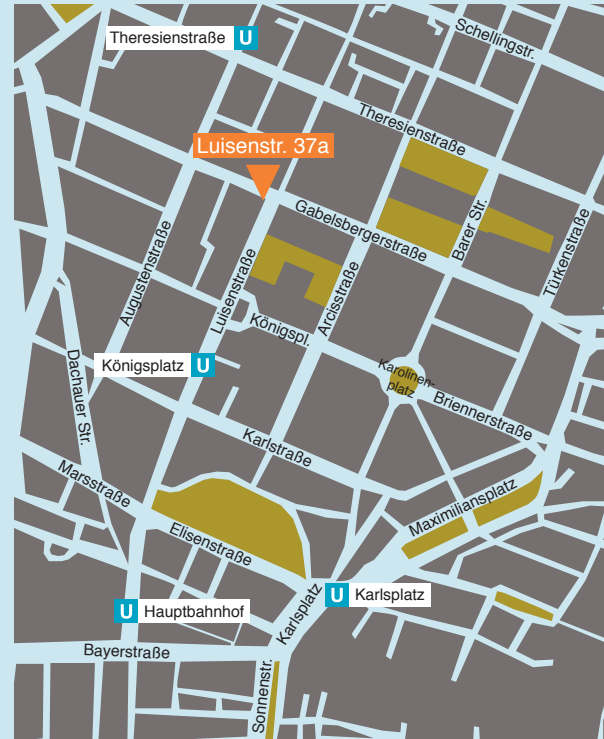 Schellingstr.
Theresienstraße U
Theresienstraße
Luisenstr. 37a
Gabelsbergerstraße
Barer Str.
Türkenstraße
Augustenstraße
Luisenstraße
Arcisstraße
Königspl.
Königsplatz U
Dachauer Str.
Karolinen-
platz
Briennerstraße
Karlstraße
Marsstraße
Maximiliansplatz
Elisenstraße
U Karlsplatz
U Hauptbahnhof
Karlsplatz
Bayerstraße
Sonnenstr.